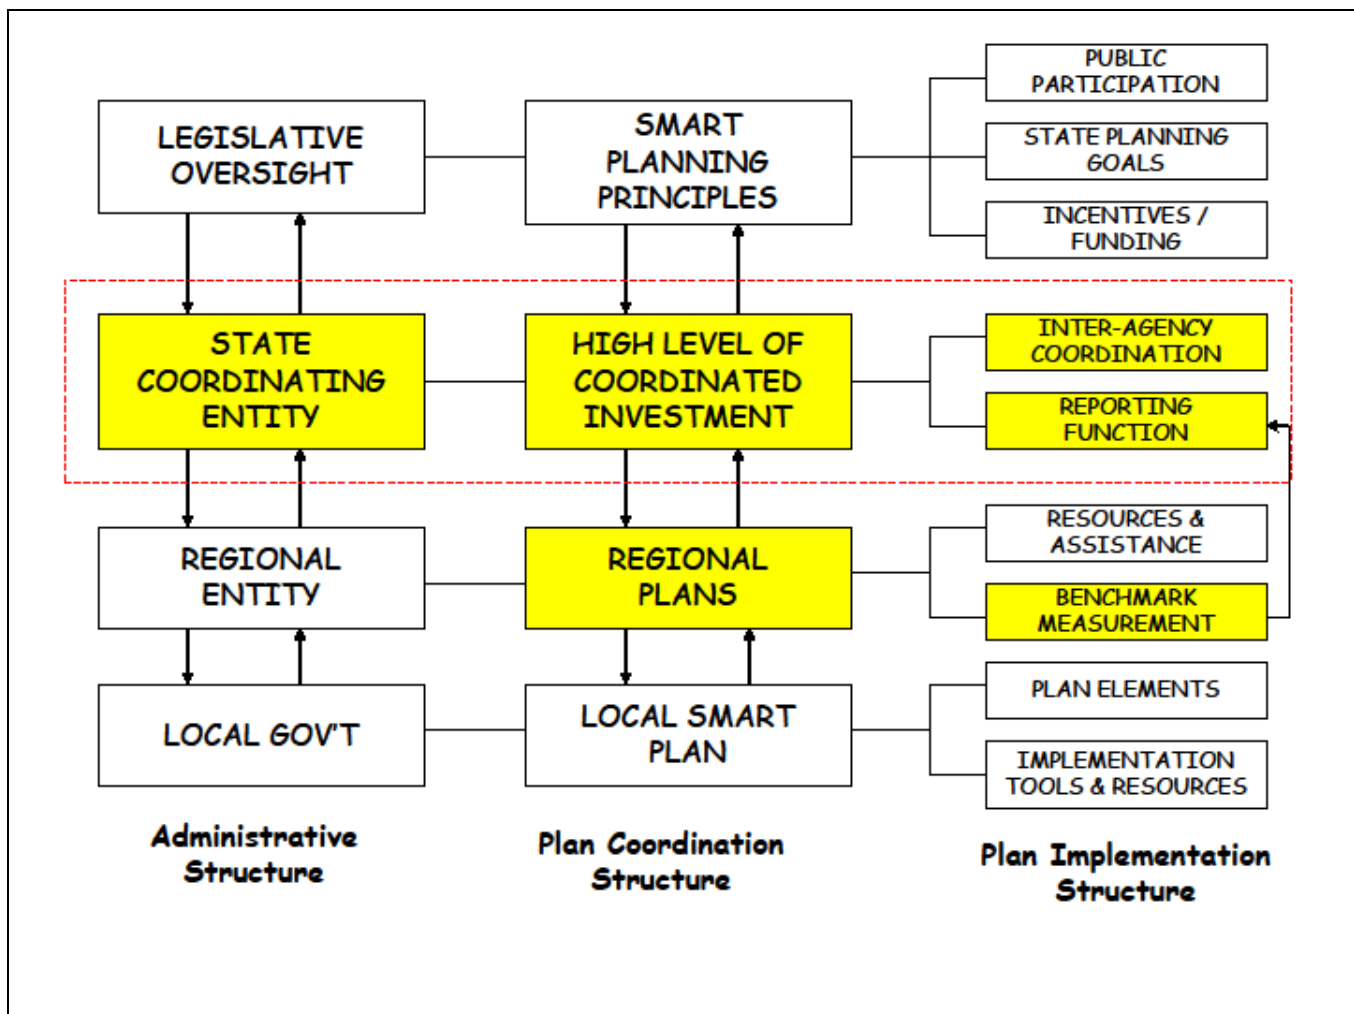 LEGISLATIVE
OVERSIGHT
SMART
PLANNING
PRINCIPLES
PUBLIC
PARTICIPATION
STATE PLANNING
GOALS
INCENTIVES /
FUNDING
STATE
COORDINATING
ENTITY
HIGH LEVEL OF
COORDINATED
INVESTMENT
INTER-AGENCY
COORDINATION
REPORTING
FUNCTION
REGIONAL
ENTITY
REGIONAL
PLANS
RESOURCES &
ASSISTANCE
BENCHMARK
MEASUREMENT
LOCAL GOV'T
LOCAL SMART
PLAN
PLAN ELEMENTS
IMPLEMENTATION
TOOLS & RESOURCES
Administrative
Structure
Plan Coordination
Structure
Plan Implementation
Structure